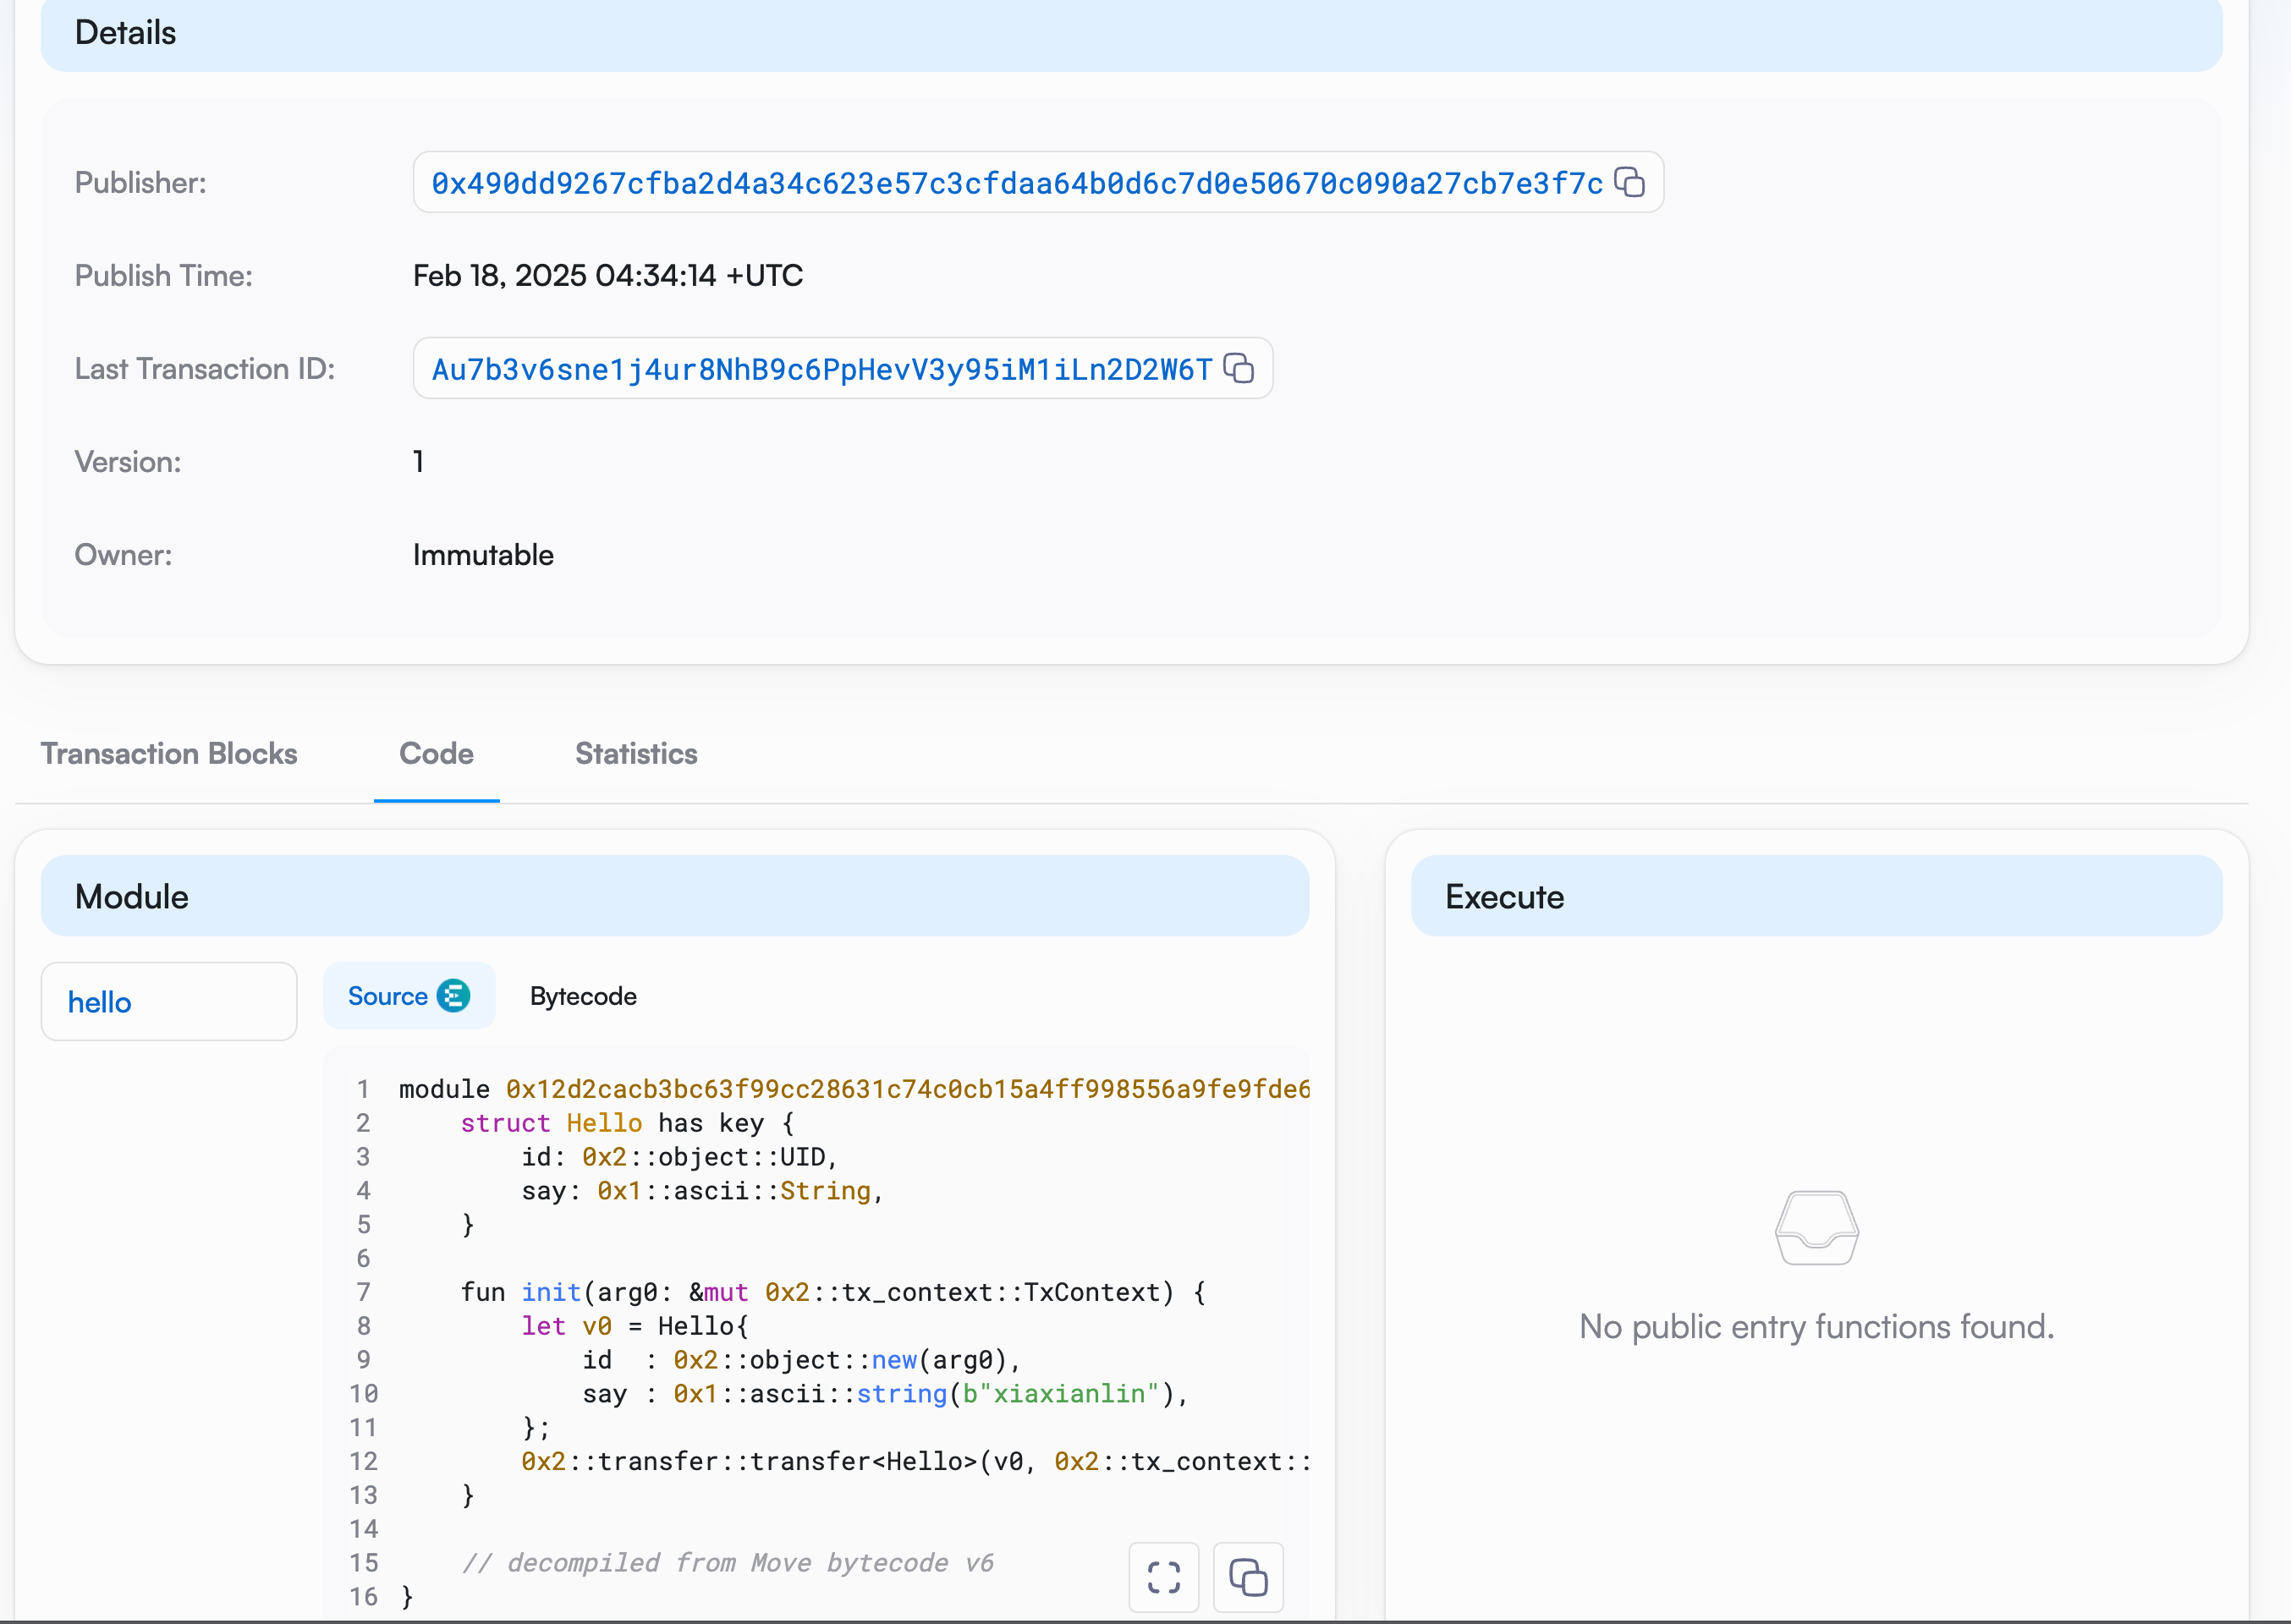 Details
Publisher: 0x490dd9267cfba2d4a34c623e57c3cfdaa64b0d6c7d0e50670c090a27cb7e3f7c
Publish Time: Feb 18, 2025 04:34:14 +UTC
Last Transaction ID: Au7b3v6sne1j4ur8NhB9c6PpHevV3y95iM1iLn2D2W6T
Version: 1
Owner: Immutable
Transaction Blocks Code Statistics
Module
hello
Source Bytecode
1 module 0x12d2cacb3bc63f99cc28631c74c0cb15a4ff998556a9fe9fde6
2     struct Hello has key {
3         id: 0x2::object::UID,
4         say: 0x1::ascii::String,
5     }
6
7     fun init(arg0: &mut 0x2::tx_context::TxContext) {
8         let v0 = Hello{
9             id  : 0x2::object::new(arg0),
10             say : 0x1::ascii::string(b"xiaxianlin"),
11         };
12         0x2::transfer::transfer<Hello>(v0, 0x2::tx_context::
13     }
14
15     // decompiled from Move bytecode v6
16 }
Execute
No public entry functions found.